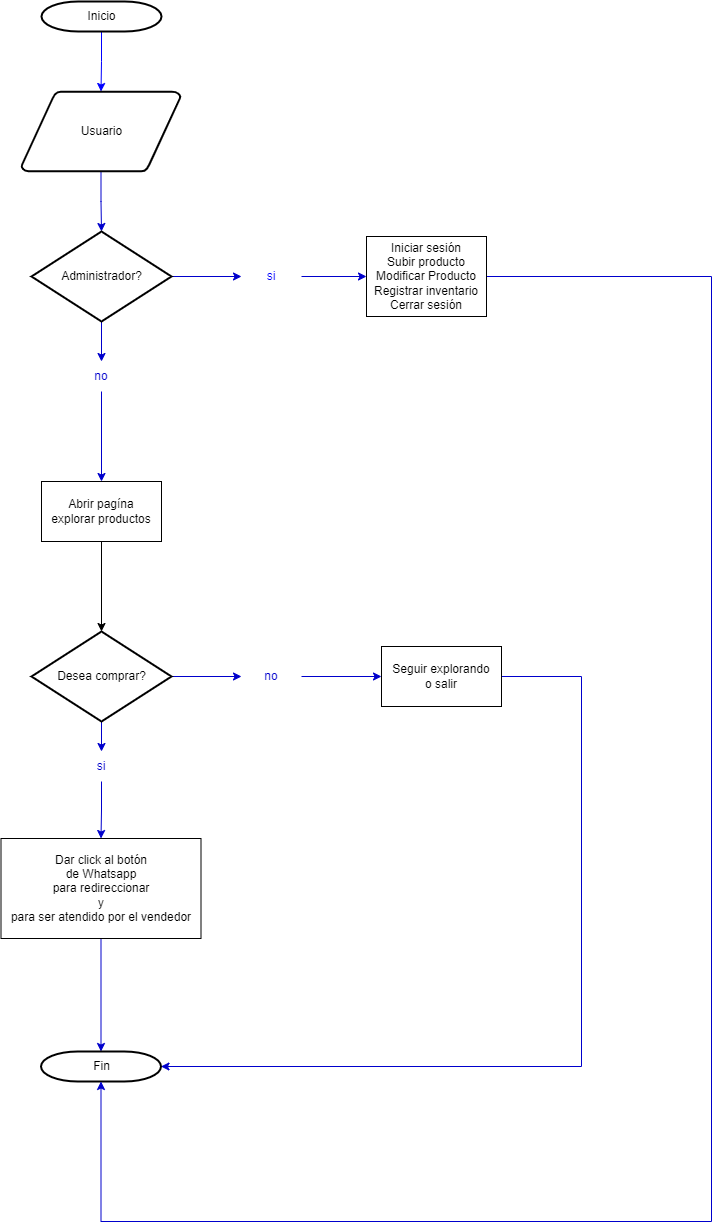 Inicio
Usuario
Administrador?
si
Iniciar sesión
Subir producto
Modificar Producto
Registrar inventario
Cerrar sesión
no
Abrir pagína
explorar productos
Desea comprar?
no
Seguir explorando
o salir
si
Dar click al botón
de Whatsapp
para redireccionar
y
para ser atendido por el vendedor
Fin